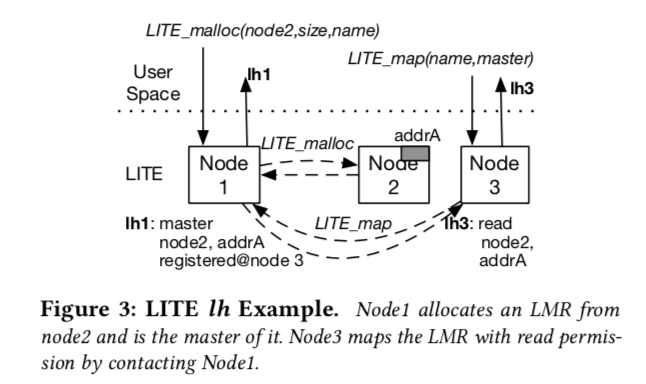 LITE_malloc(node2,size,name)
LITE_map(name,master)
User
Space
lh1
lh3
LITE_malloc
addrA
LITE
Node
1
Node
2
Node
3
lh1: master
node2, addrA
registered@node 3
LITE_map
lh3: read
node2,
addrA
Figure 3: LITE lh Example. Node1 allocates an LMR from
node2 and is the master of it. Node3 maps the LMR with read permis-
sion by contacting Node1.